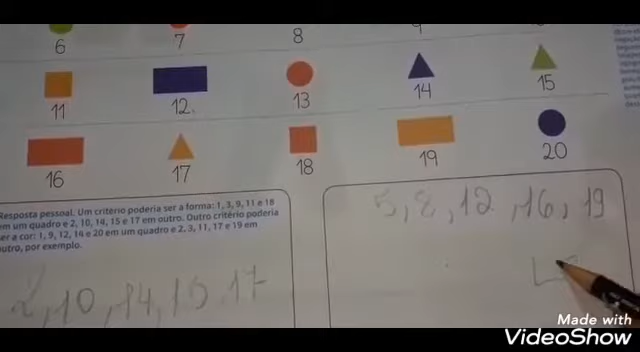 6 7 8 9
11 12 13 14 15
16 17 18 19 20
Resposta pessoal. Um critério poderia ser a forma: 1, 3, 9, 11 e 18
em um quadro e 2, 10, 14, 15 e 17 em outro. Outro critério poderia
ser a cor: 1, 9, 12, 14 e 20 em um quadro e 2, 3, 11, 17 e 19 em
outro, por exemplo.
5, 8, 12, 16, 19
2, 10, 14, 15 17
Made with
VideoShow